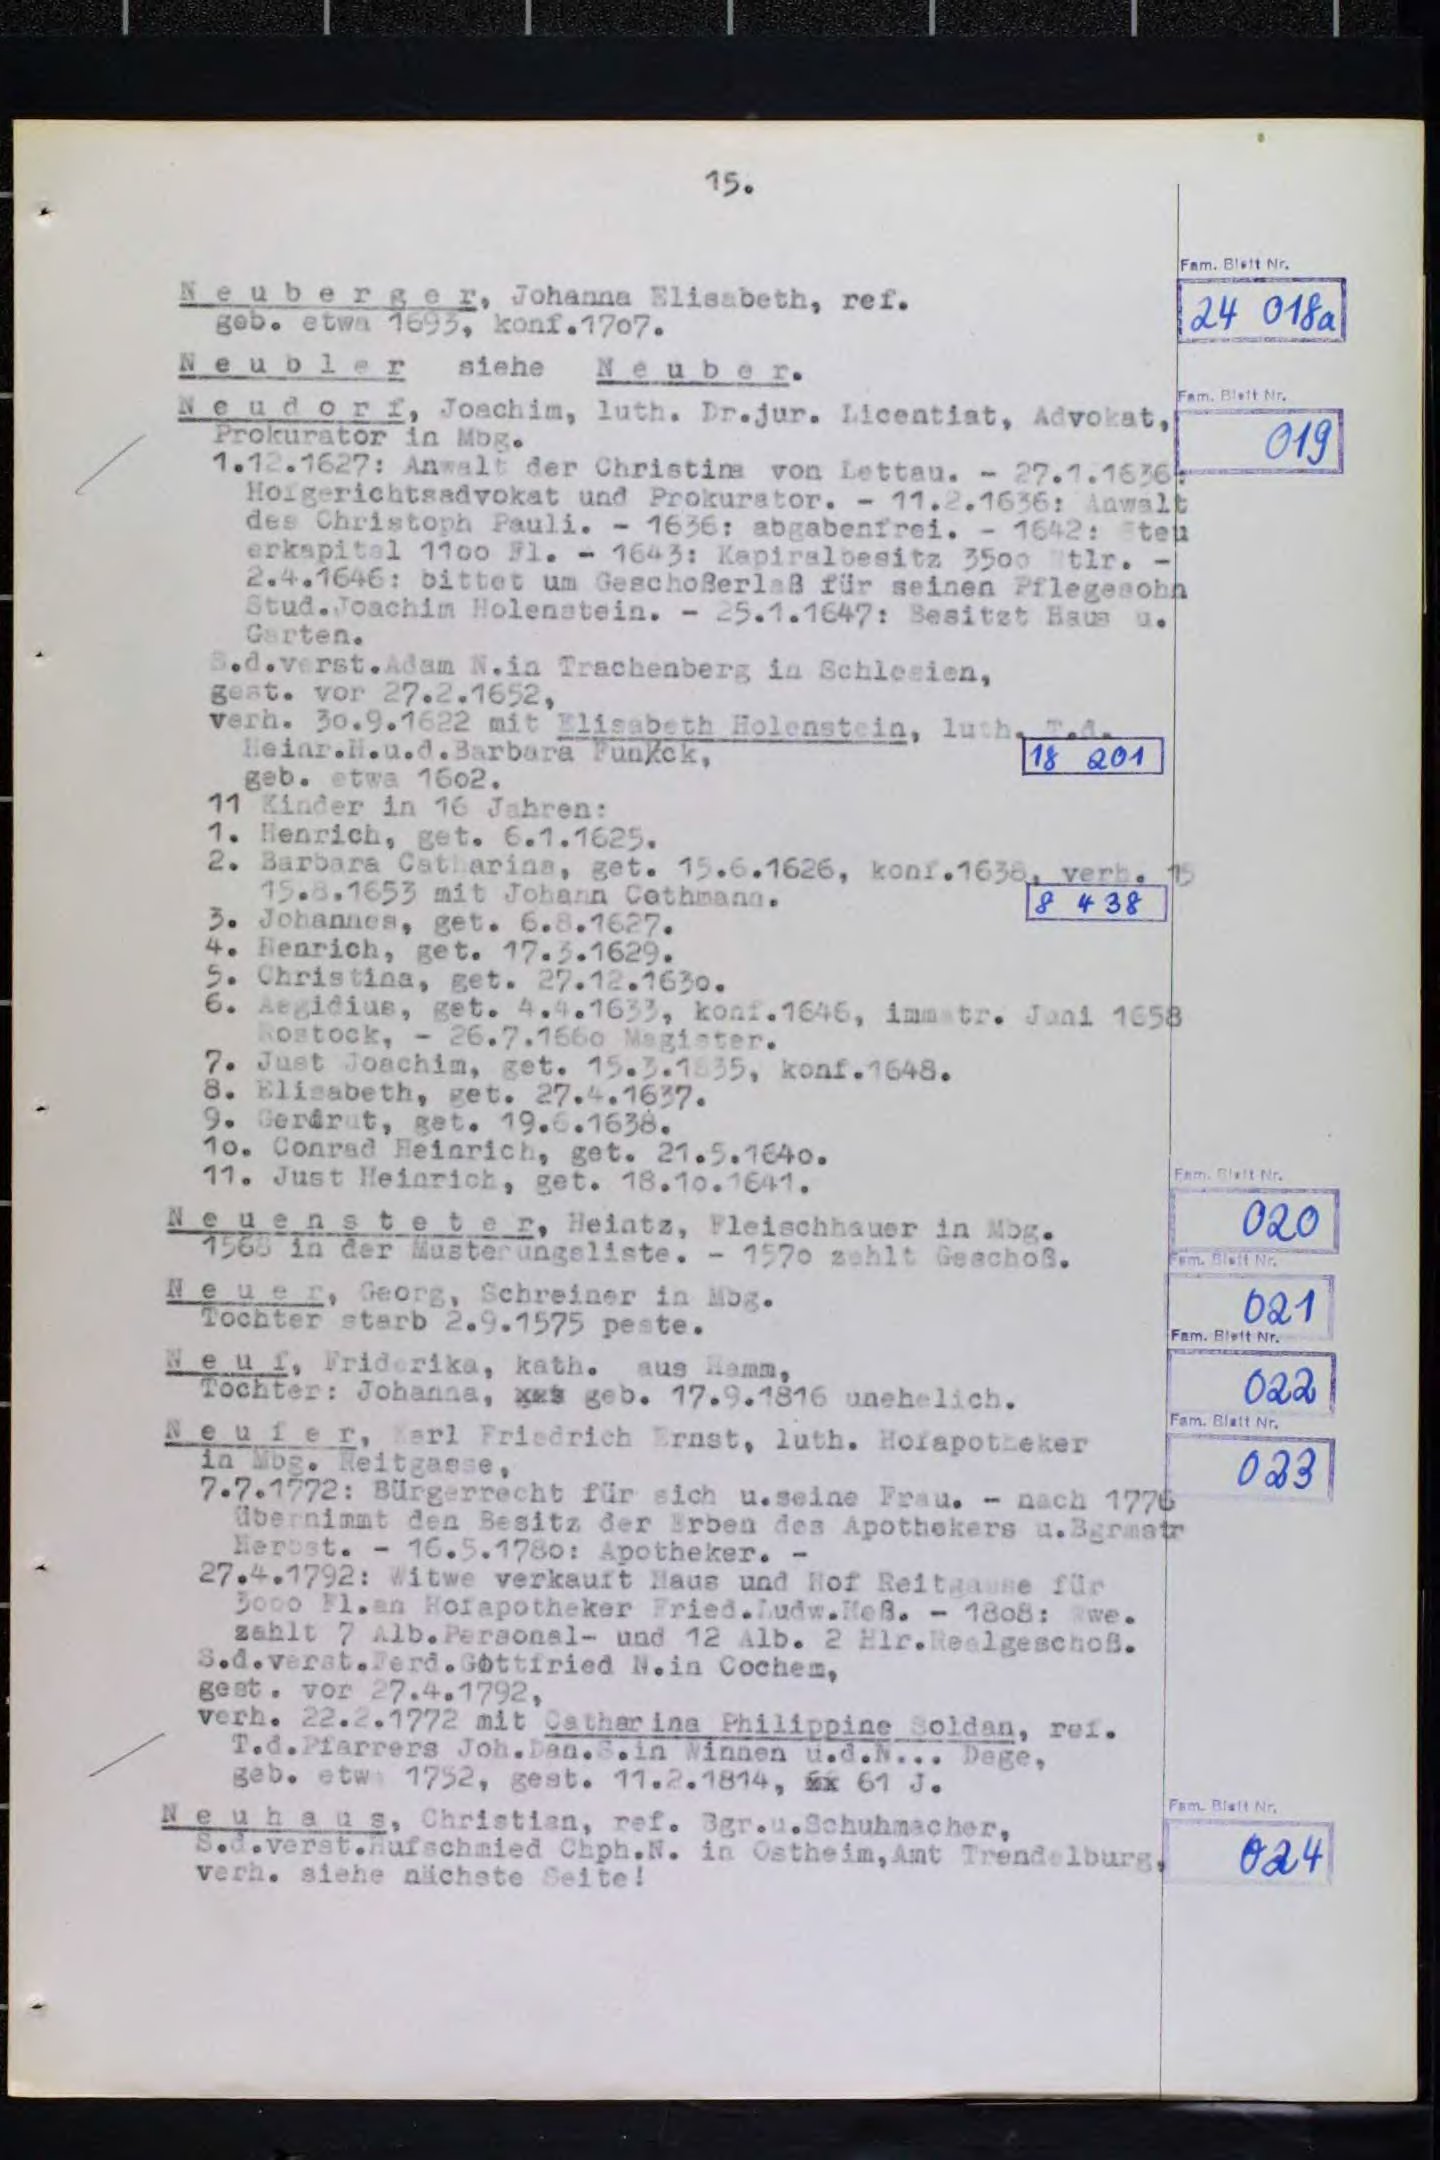 15.
Fam. Blatt Nr.
N e u b e r g e r, Johanna Elisabeth, ref.
24 018a
geb. etwa 1693, konf.1707.
N e u b l e r siehe N e u b e r.
Fam. Blatt Nr.
N e u d o r f, Joachim, luth. Dr.jur. Licentiat, Advokat,
019
Prokurator in Mbg.
1.12.1627: Anwalt der Christina von Lettau. - 27.1.1636:
Hofgerichtsadvokat und Prokurator. - 11.2.1636: Anwalt
des Christoph Pauli. - 1636: abgabenfrei. - 1642: Steu
erkapital 1100 Fl. - 1643: Kapiralbesitz 3500 Rtlr. -
2.4.1646: bittet um Geschoßerlaß für seinen Pflegesohn
Stud.Joachim Holenstein. - 25.1.1647: Besitzt Haus u.
Garten.
S.d.verst.Adam N.in Trachenberg in Schlesien,
gest. vor 27.2.1652,
verh. 30.9.1622 mit Elisabeth Holenstein, luth. T.d.
Heinr.H.u.d.Barbara Funck,
18 201
geb. etwa 1602.
11 Kinder in 16 Jahren:
1. Henrich, get. 6.1.1625.
2. Barbara Catharina, get. 15.6.1626, konf.1638, verh. 15
15.8.1653 mit Johann Cothmann.
8 438
3. Johannes, get. 6.8.1627.
4. Henrich, get. 17.3.1629.
5. Christina, get. 27.12.1630.
6. Aegidius, get. 4.4.1633, konf.1646, immatr. Juni 1658
Rostock, - 26.7.1660 Magister.
7. Just Joachim, get. 15.3.1635, konf.1648.
8. Elisabeth, get. 27.4.1637.
9. Gerdrut, get. 19.6.1638.
10. Conrad Heinrich, get. 21.5.1640.
11. Just Heinrich, get. 18.10.1641.
Fam. Blatt Nr.
N e u e n s t e t e r, Heintz, Fleischhauer in Mbg.
020
1568 in der Musterungsliste. - 1570 zahlt Geschoß.
Fam. Blatt Nr.
N e u e r, Georg, Schreiner in Mbg.
021
Tochter starb 2.9.1575 peste.
Fam. Blatt Nr.
N e u f, Friderika, kath. aus Hamm,
022
Tochter: Johanna, geb. 17.9.1816 unehelich.
Fam. Blatt Nr.
N e u f e r, Karl Friedrich Ernst, luth. Hofapotheker
023
in Mbg. Reitgasse,
7.7.1772: Bürgerrecht für sich u.seine Frau. - nach 1776
übernimmt den Besitz der Erben des Apothekers u.Bgrmstr
Herbst. - 16.5.1780: Apotheker. -
27.4.1792: Witwe verkauft Haus und Hof Reitgasse für
3000 Fl.an Hofapotheker Fried.Ludw.Heß. - 1808: Rwe.
zahlt 7 Alb.Personal- und 12 Alb. 2 Hlr.Realgeschoß.
S.d.verst.Ferd.Gottfried N.in Cochem,
gest. vor 27.4.1792,
verh. 22.2.1772 mit Catharina Philippine Soldan, ref.
T.d.Pfarrers Joh.Dan.S.in Winnen u.d.N... Dege,
geb. etwa 1752, gest. 11.2.1814, 61 J.
Fam. Blatt Nr.
N e u h a u s, Christian, ref. Bgr.u.Schuhmacher,
024
S.d.verst.Hufschmied Chph.N. in Ostheim,Amt Trendelburg,
verh. siehe nächste Seite!